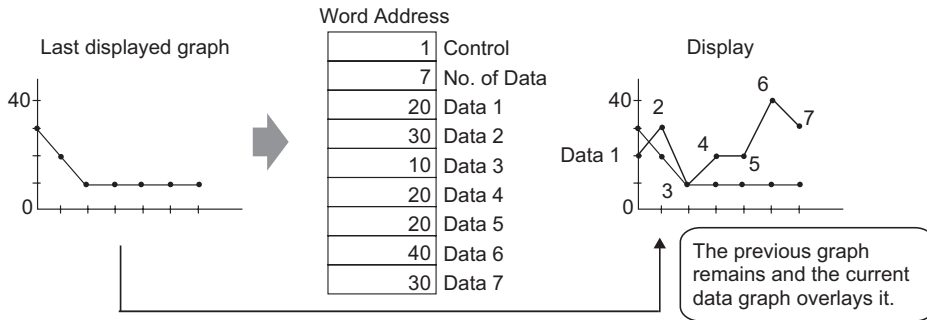 Word Address
Last displayed graph
40
0
1 Control
7 No. of Data
20 Data 1
30 Data 2
10 Data 3
20 Data 4
20 Data 5
40 Data 6
30 Data 7
Display
40
Data 1
0
2
3
4
5
6
7
The previous graph
remains and the current
data graph overlays it.